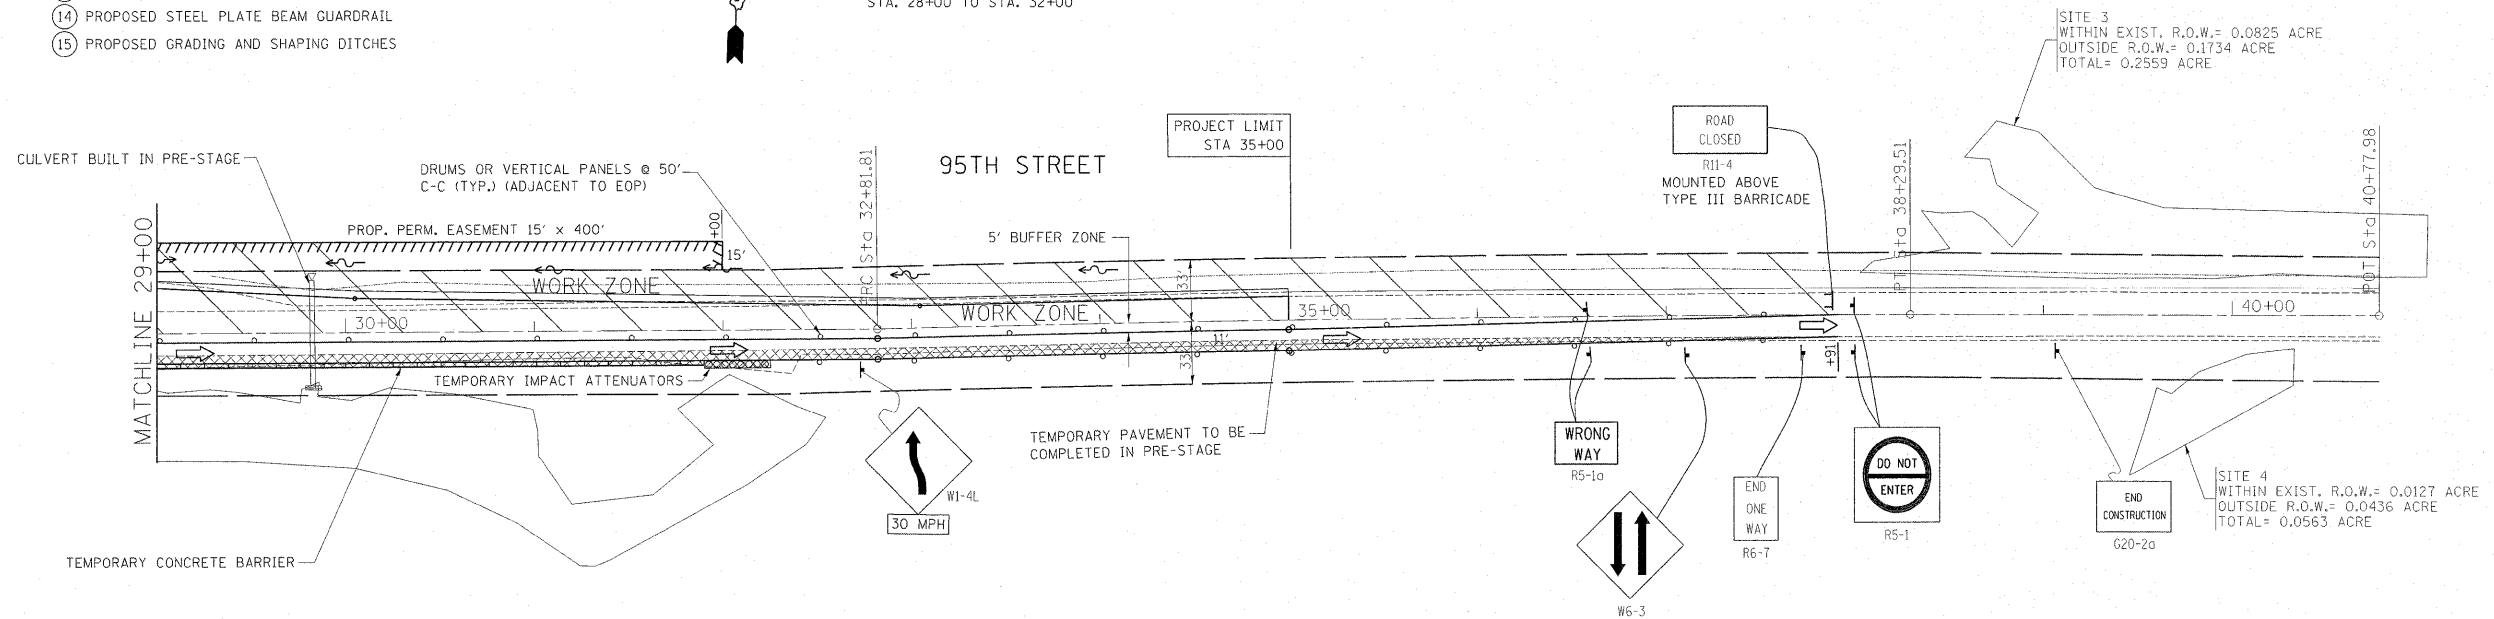 14 PROPOSED STEEL PLATE BEAM GUARDRAIL
15 PROPOSED GRADING AND SHAPING DITCHES
STA. 28+00 TO STA. 32+00
SITE 3
WITHIN EXIST. R.O.W.= 0.0825 ACRE
OUTSIDE R.O.W.= 0.1734 ACRE
TOTAL= 0.2559 ACRE
CULVERT BUILT IN PRE-STAGE
DRUMS OR VERTICAL PANELS @ 50'
C-C (TYP.) (ADJACENT TO EOP)
PRC Sta 32+81.81
95TH STREET
PROJECT LIMIT
STA 35+00
ROAD
CLOSED
R11-4
MOUNTED ABOVE
TYPE III BARRICADE
PT Sta 38+29.51
POT Sta 40+77.98
MATCHLINE 29+00
PROP. PERM. EASEMENT 15' x 400'
+00
15'
5' BUFFER ZONE
33'
WORK ZONE
WORK ZONE
30+00
35+00
40+00
11'
33'
+91
TEMPORARY IMPACT ATTENUATORS
TEMPORARY PAVEMENT TO BE
COMPLETED IN PRE-STAGE
W1-4L
30 MPH
WRONG
WAY
R5-1a
W6-3
END
ONE
WAY
R6-7
DO NOT
ENTER
R5-1
END
CONSTRUCTION
G20-2a
SITE 4
WITHIN EXIST. R.O.W.= 0.0127 ACRE
OUTSIDE R.O.W.= 0.0436 ACRE
TOTAL= 0.0563 ACRE
TEMPORARY CONCRETE BARRIER